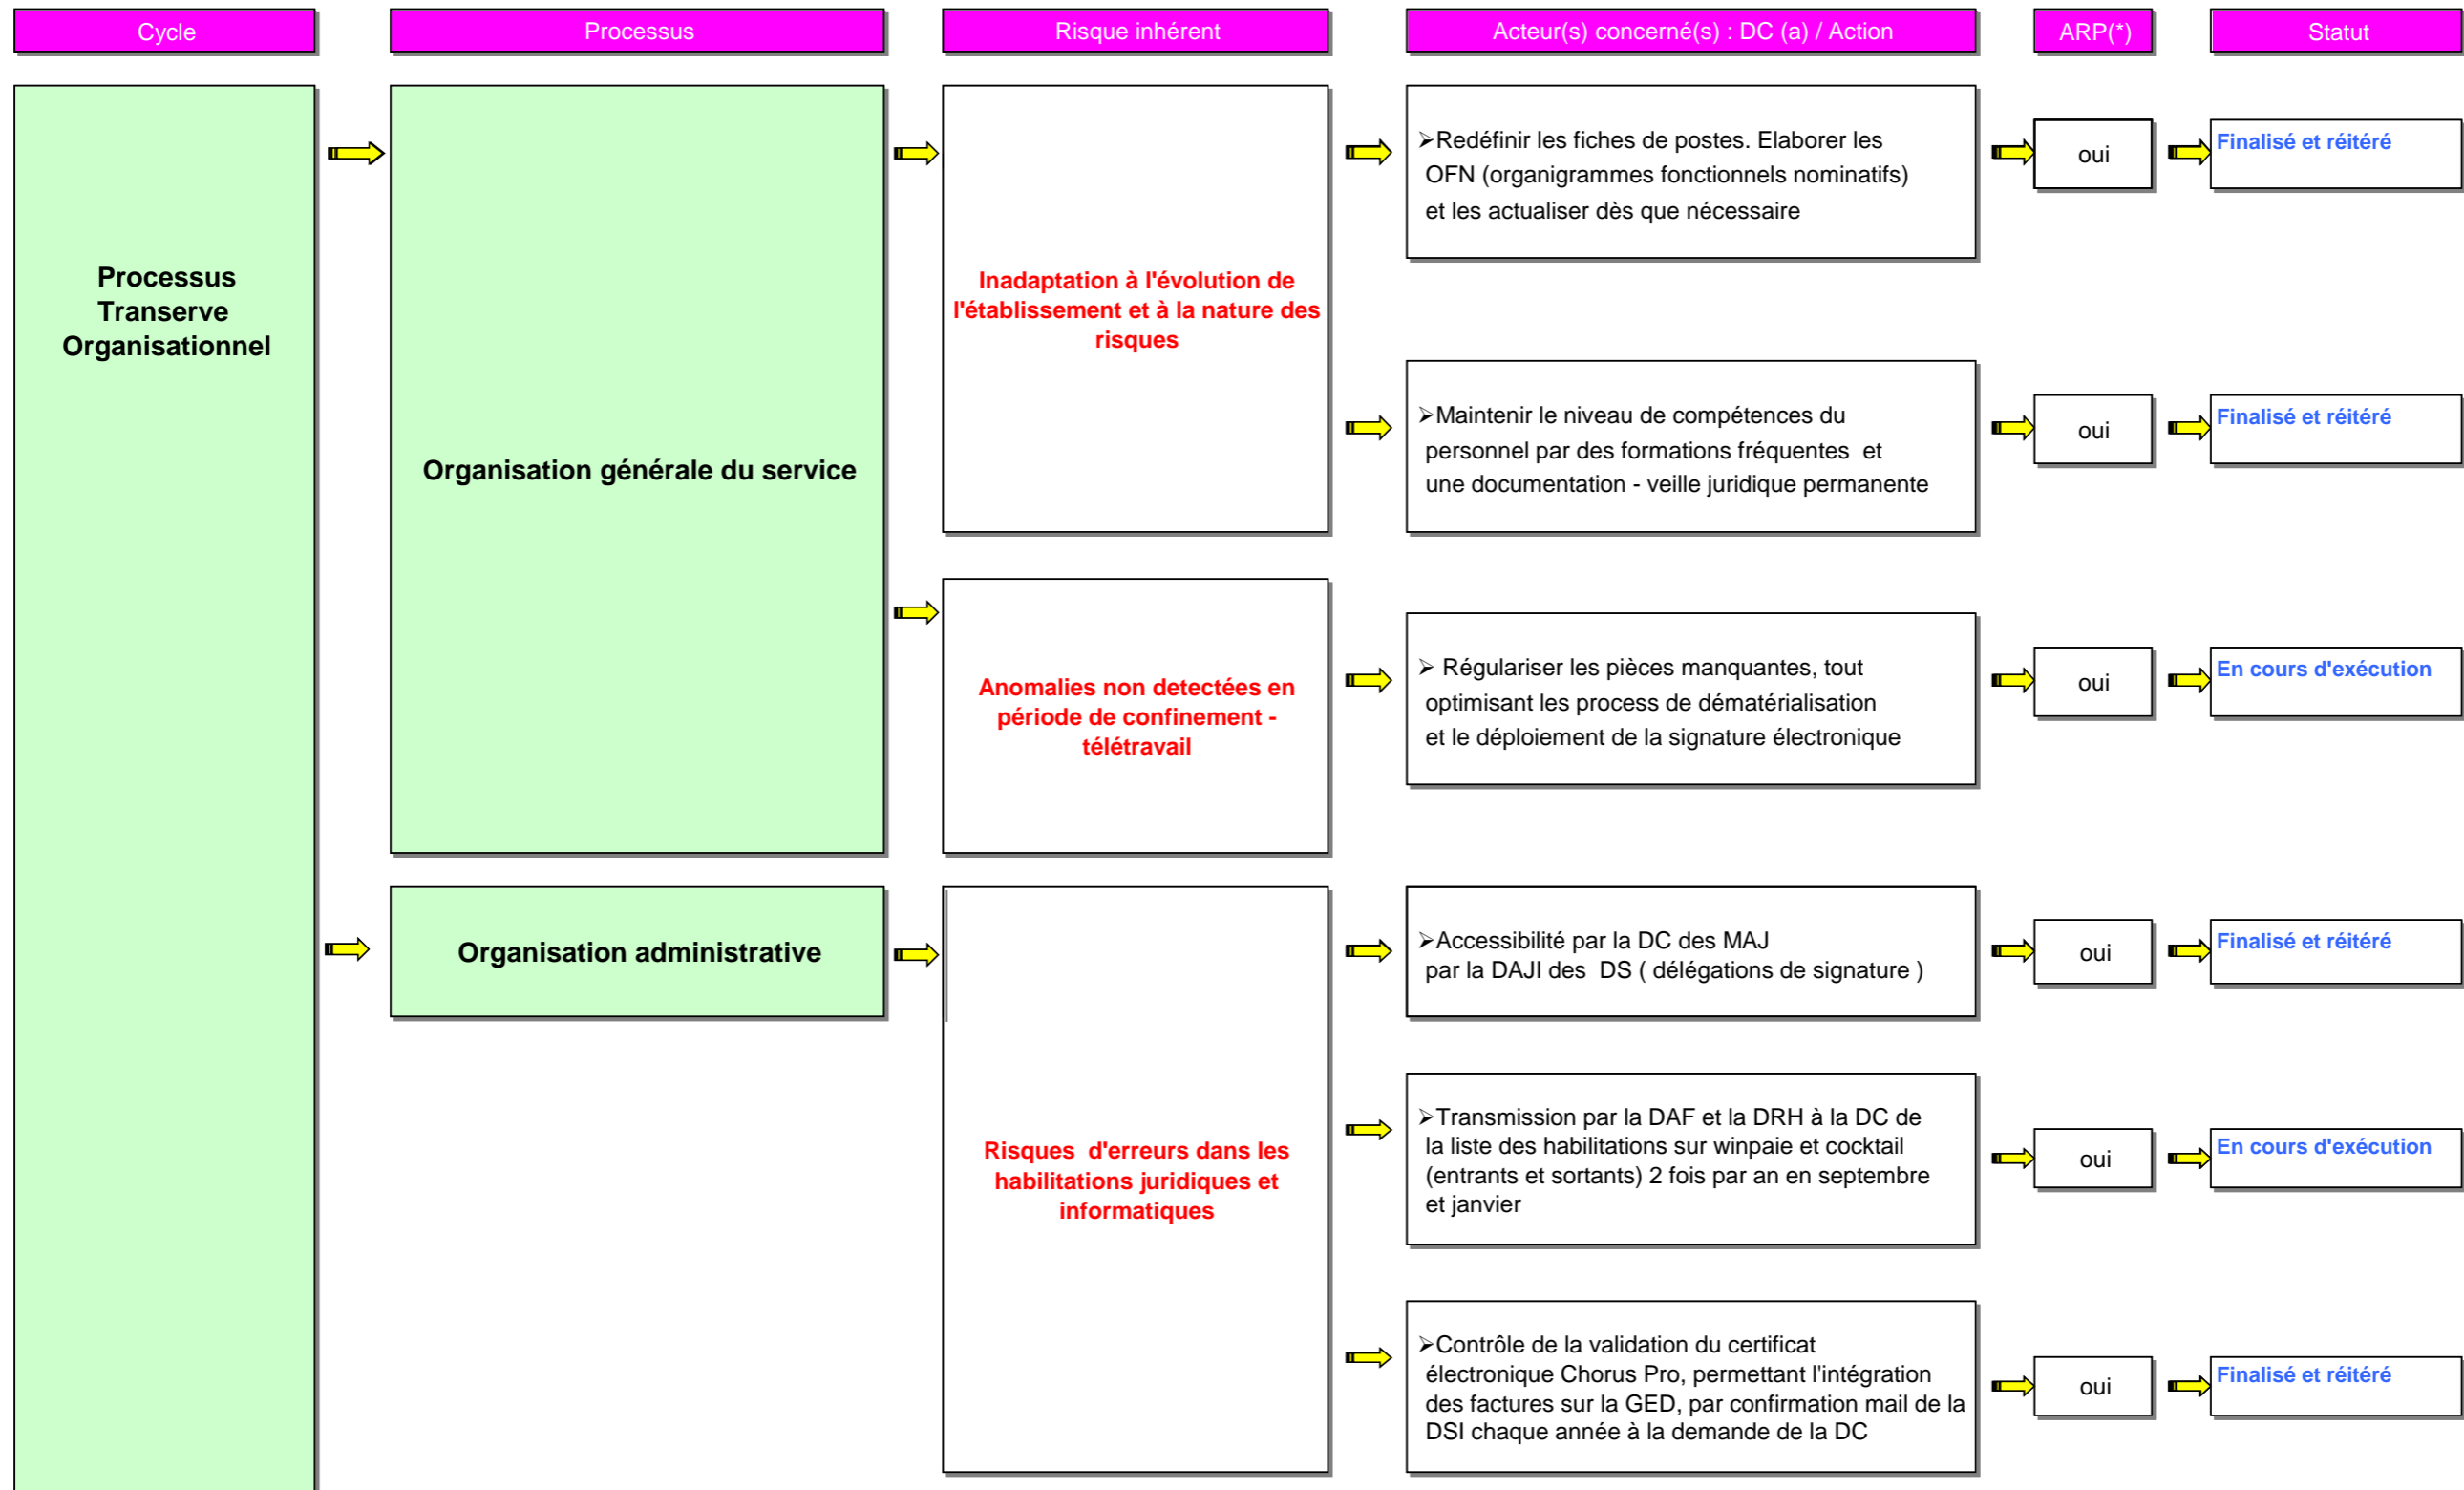 Cycle
Processus
Risque inhérent
Acteur(s) concerné(s) : DC (a) / Action
ARP(*)
Statut
Processus
Transerve
Organisationnel
Organisation générale du service
Inadaptation à l'évolution de
l'établissement et à la nature des
risques
➢Redéfinir les fiches de postes. Elaborer les
OFN (organigrammes fonctionnels nominatifs)
et les actualiser dès que nécessaire
oui
Finalisé et réitéré
➢Maintenir le niveau de compétences du
personnel par des formations fréquentes et
une documentation - veille juridique permanente
oui
Finalisé et réitéré
Anomalies non detectées en
période de confinement -
télétravail
➢ Régulariser les pièces manquantes, tout
optimisant les process de dématérialisation
et le déploiement de la signature électronique
oui
En cours d'exécution
Organisation administrative
Risques d'erreurs dans les
habilitations juridiques et
informatiques
➢Accessibilité par la DC des MAJ
par la DAJI des DS ( délégations de signature )
oui
Finalisé et réitéré
➢Transmission par la DAF et la DRH à la DC de
la liste des habilitations sur winpaie et cocktail
(entrants et sortants) 2 fois par an en septembre
et janvier
oui
En cours d'exécution
➢Contrôle de la validation du certificat
électronique Chorus Pro, permettant l'intégration
des factures sur la GED, par confirmation mail de la
DSI chaque année à la demande de la DC
oui
Finalisé et réitéré